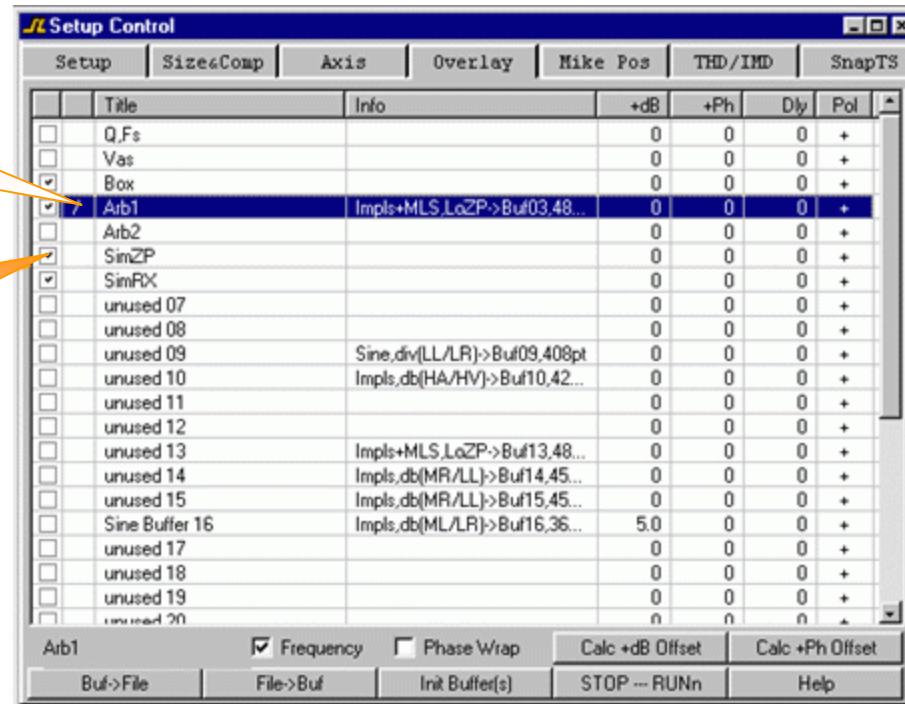 Setup Control
Setup Size&Comp Axis Overlay Mike Pos THD/IMD SnapTS
Title Info +dB +Ph Dly Pol
Q,Fs 0 0 0 +
Vas 0 0 0 +
Box 0 0 0 +
/ Arb1 Impls+MLS,LoZP->Buf03,48... 0 0 0 +
Arb2 0 0 0 +
SimZP 0 0 0 +
SimRX 0 0 0 +
unused 07 0 0 0 +
unused 08 0 0 0 +
unused 09 Sine,div(LL/LR)->Buf09,408pt 0 0 0 +
unused 10 Impls,db(HA/HV)->Buf10,42... 0 0 0 +
unused 11 0 0 0 +
unused 12 0 0 0 +
unused 13 Impls+MLS,LoZP->Buf13,48... 0 0 0 +
unused 14 Impls,db(MR/LL)->Buf14,45... 0 0 0 +
unused 15 Impls,db(MR/LL)->Buf15,45... 0 0 0 +
Sine Buffer 16 Impls,db(ML/LR)->Buf16,36... 5.0 0 0 +
unused 17 0 0 0 +
unused 18 0 0 0 +
unused 19 0 0 0 +
unused 20 0 0 0 +
Arb1 Frequency Phase Wrap Calc +dB Offset Calc +Ph Offset
Buf->File File->Buf Init Buffer(s) STOP --- RUNn Help